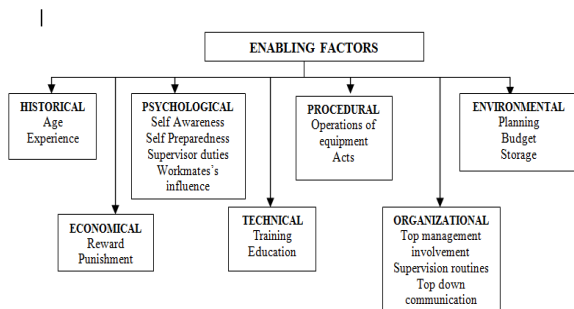 ENABLING FACTORS
HISTORICAL
Age
Experience
PSYCHOLOGICAL
Self Awareness
Self Preparedness
Supervisor duties
Workmates's
influence
PROCEDURAL
Operations of
equipment
Acts
ENVIRONMENTAL
Planning
Budget
Storage
ECONOMICAL
Reward
Punishment
TECHNICAL
Training
Education
ORGANIZATIONAL
Top management
involvement
Supervision routines
Top down
communication